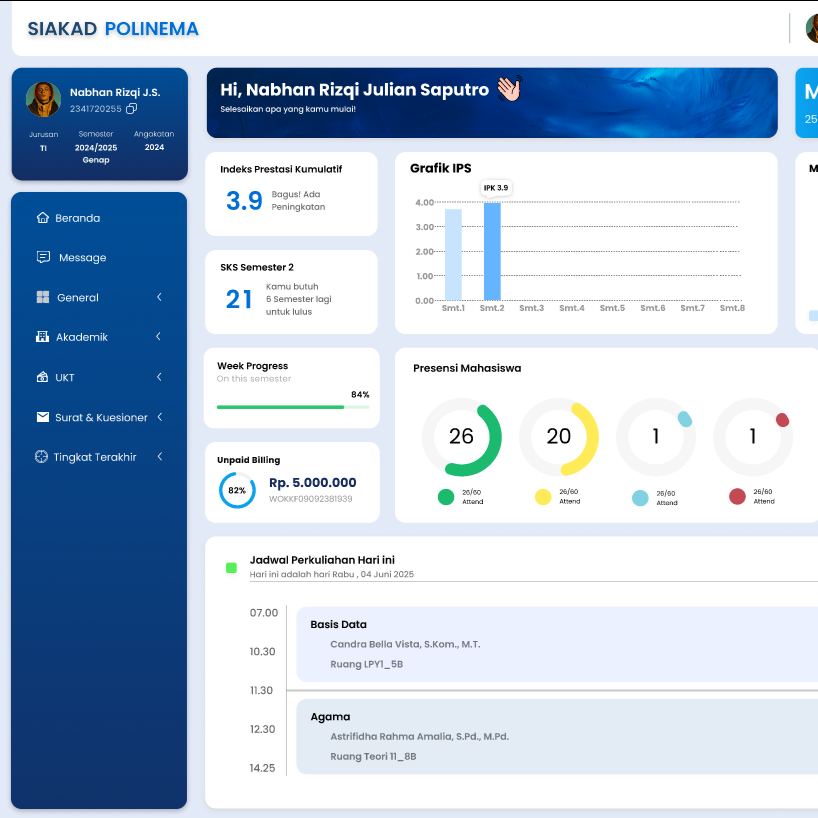 SIAKAD POLINEMA
Nabhan Rizqi J.S.
2341720255
Jurusan Semester Angakatan
TI 2024/2025 2024
Genap
Beranda
Message
General
Akademik
UKT
Surat & Kuesioner
Tingkat Terakhir
Hi, Nabhan Rizqi Julian Saputro
Selesaikan apa yang kamu mulai!
M
25
Indeks Prestasi Kumulatif
3.9
Bagus! Ada
Peningkatan
SKS Semester 2
21
Kamu butuh
6 Semester lagi
untuk lulus
Grafik IPS
IPK 3.9
4.00
3.00
2.00
1.00
0.00
Smt.1 Smt.2 Smt.3 Smt.4 Smt.5 Smt.6 Smt.7 Smt.8
M
Week Progress
On this semester
84%
Unpaid Billing
82%
Rp. 5.000.000
WOKKF09092381939
Presensi Mahasiswa
26 20 1 1
26/60 26/60 26/60 26/60
Attend Attend Attend Attend
Jadwal Perkuliahan Hari ini
Hari ini adalah hari Rabu , 04 Juni 2025
07.00
Basis Data
Candra Bella Vista, S.Kom., M.T.
10.30
Ruang LPY1_5B
11.30
Agama
12.30
Astrifidha Rahma Amalia, S.Pd., M.Pd.
Ruang Teori 11_8B
14.25